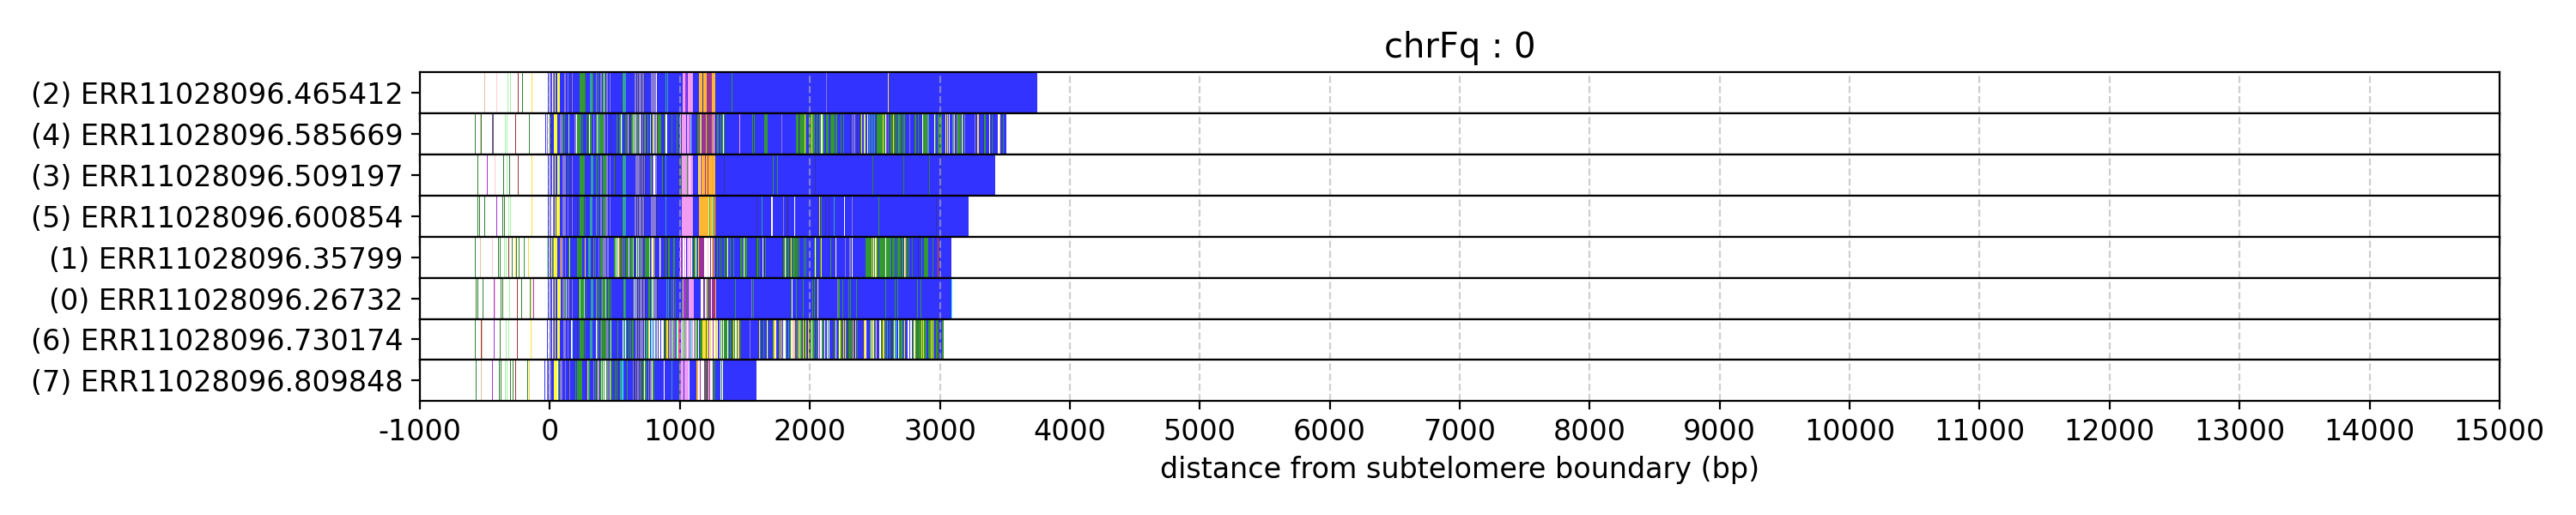 chrFq : 0
(2) ERR11028096.465412
(4) ERR11028096.585669
(3) ERR11028096.509197
(5) ERR11028096.600854
(1) ERR11028096.35799
(0) ERR11028096.26732
(6) ERR11028096.730174
(7) ERR11028096.809848
-1000 0 1000 2000 3000 4000 5000 6000 7000 8000 9000 10000 11000 12000 13000 14000 15000
distance from subtelomere boundary (bp)